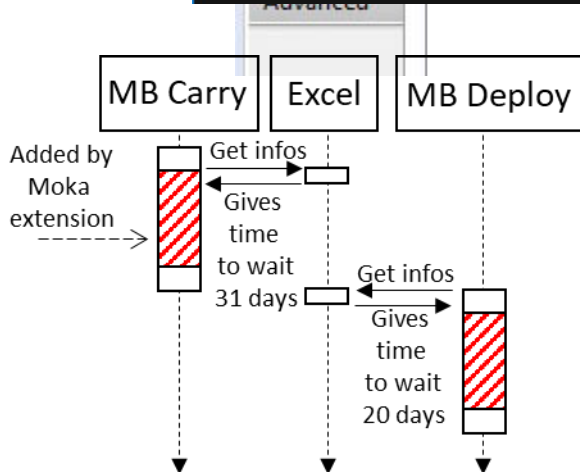 Advanced
MB Carry
Excel
MB Deploy
Added by
Moka
extension
Get infos
Gives
time
to wait
31 days
Get infos
Gives
time
to wait
20 days